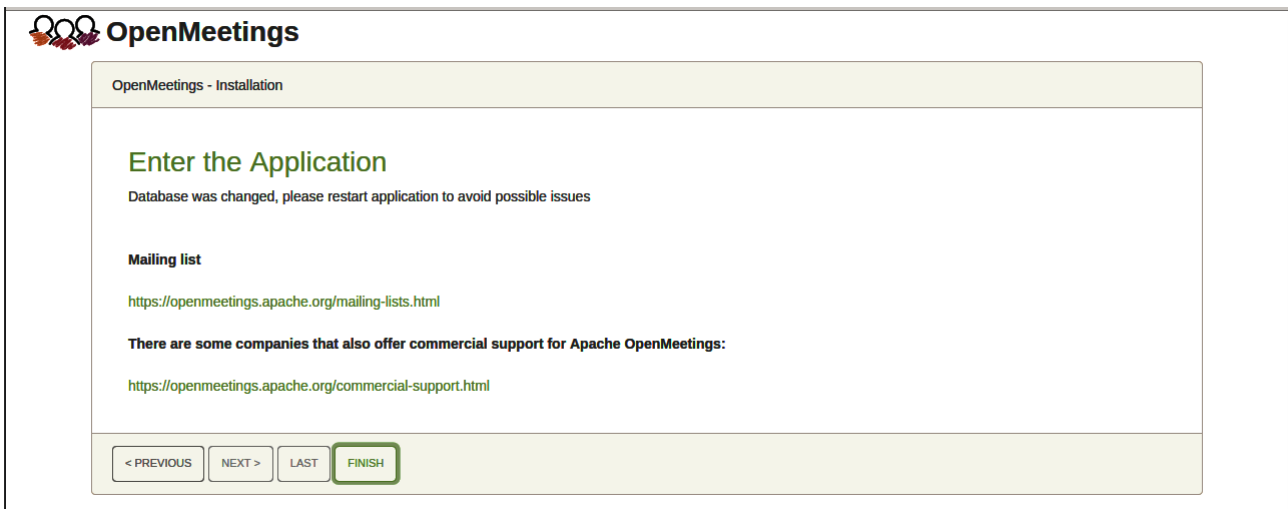 OpenMeetings
OpenMeetings - Installation
Enter the Application
Database was changed, please restart application to avoid possible issues
Mailing list
https://openmeetings.apache.org/mailing-lists.html
There are some companies that also offer commercial support for Apache OpenMeetings:
https://openmeetings.apache.org/commercial-support.html
< PREVIOUS NEXT > LAST FINISH